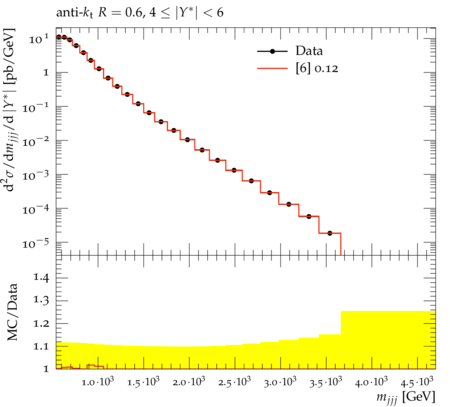 anti-kt R = 0.6, 4 ≤ |Y*| < 6
d²σ/dm_jjj/d|Y*| [pb/GeV]
10¹
1
10⁻¹
10⁻²
10⁻³
10⁻⁴
10⁻⁵
Data
[6] 0.12
MC/Data
1.4
1.3
1.2
1.1
1
1.0·10³ 1.5·10³ 2.0·10³ 2.5·10³ 3.0·10³ 3.5·10³ 4.0·10³ 4.5·10³
m_jjj [GeV]